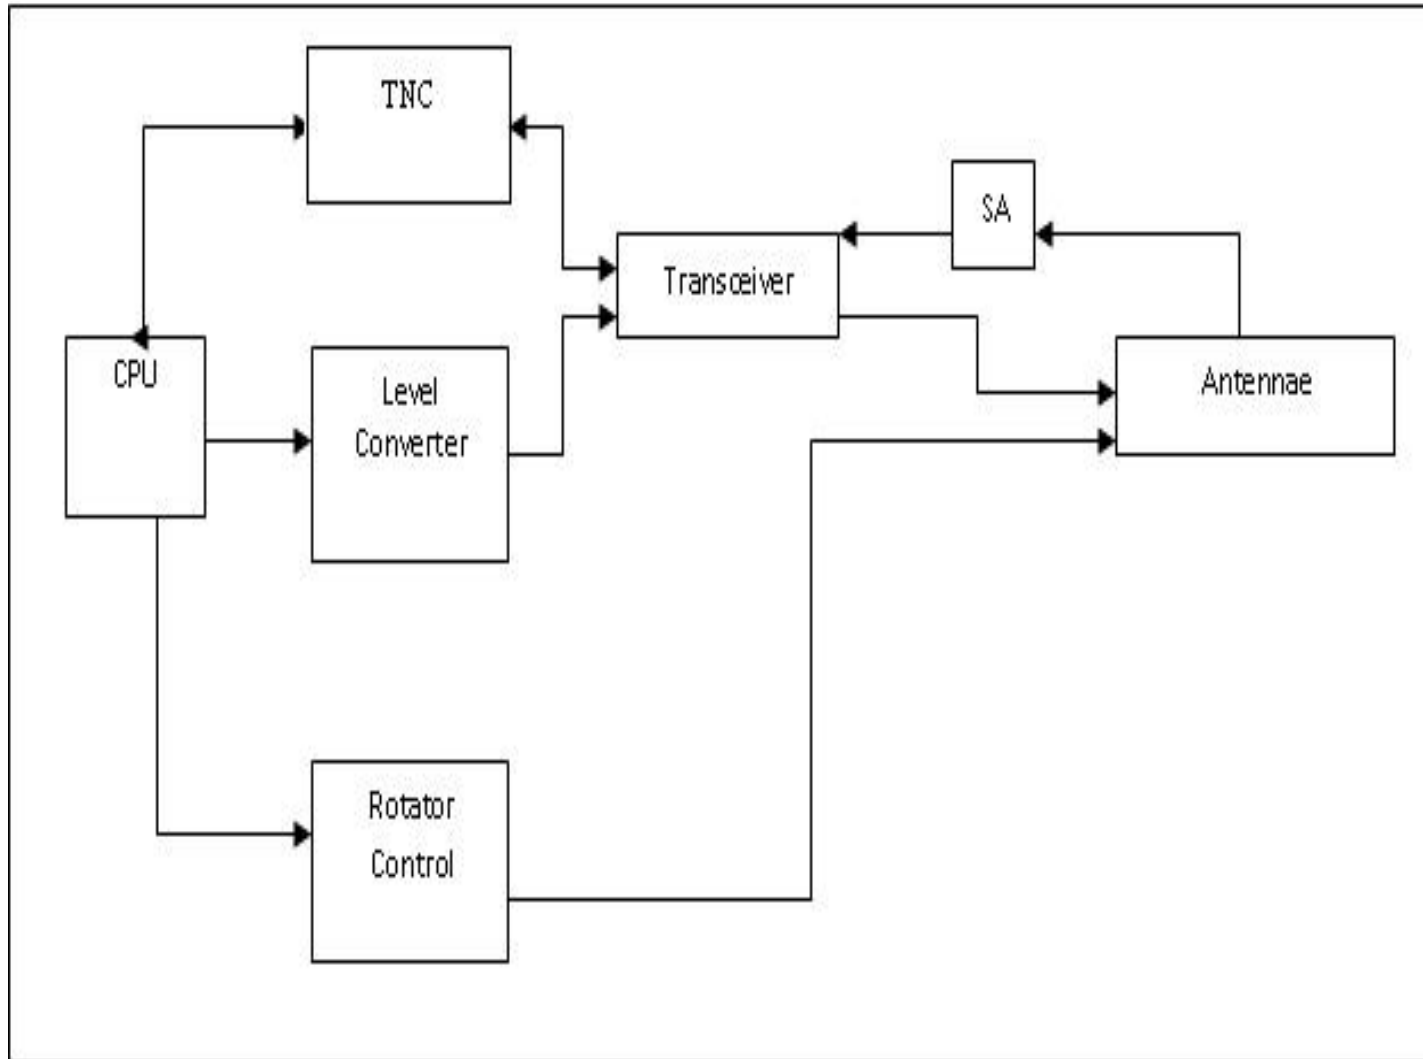 TNC
SA
Transceiver
CPU
Level
Converter
Antennae
Rotator
Control